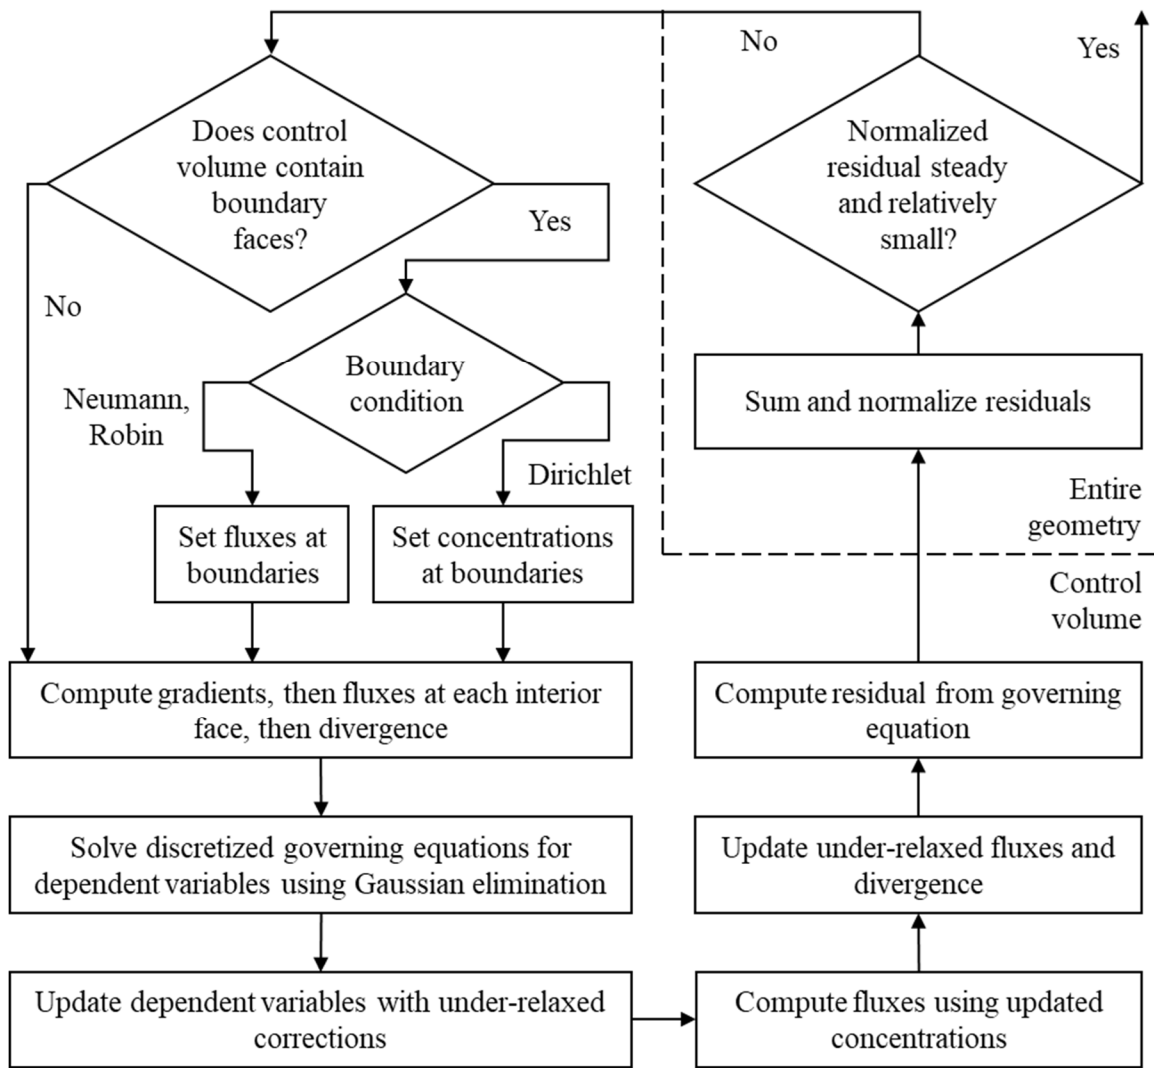 No
Yes
Does control
volume contain
boundary
faces?
Normalized
residual steady
and relatively
small?
Yes
No
Boundary
condition
Neumann,
Robin
Sum and normalize residuals
Dirichlet
Entire
geometry
Set fluxes at
boundaries
Set concentrations
at boundaries
Control
volume
Compute gradients, then fluxes at each interior
face, then divergence
Compute residual from governing
equation
Solve discretized governing equations for
dependent variables using Gaussian elimination
Update under-relaxed fluxes and
divergence
Update dependent variables with under-relaxed
corrections
Compute fluxes using updated
concentrations